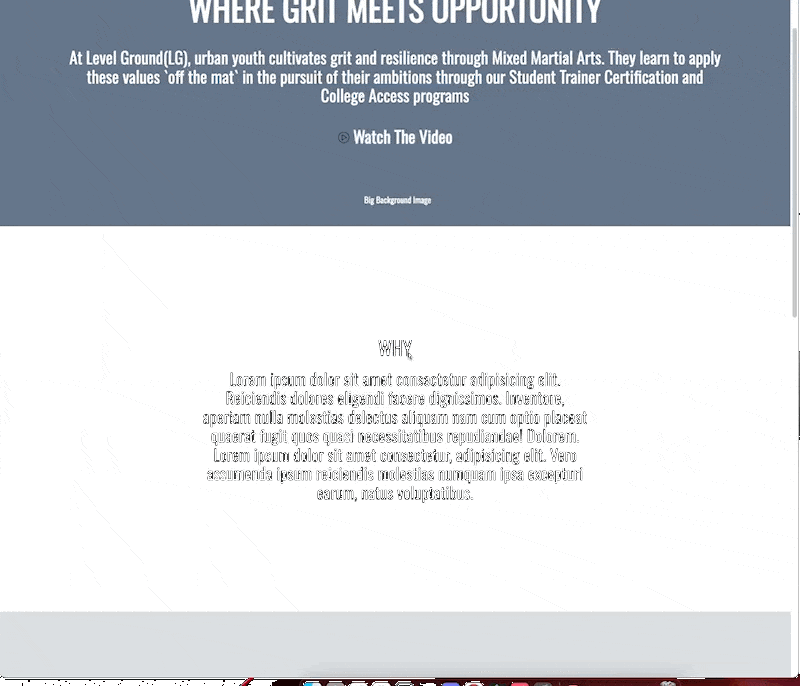 WHERE GRIT MEETS OPPORTUNITY
At Level Ground(LG), urban youth cultivates grit and resilience through Mixed Martial Arts. They learn to apply
these values `off the mat` in the pursuit of their ambitions through our Student Trainer Certification and
College Access programs
Watch The Video
Big Background Image
WHY
Lorem ipsum dolor sit amet consectetur adipisicing elit.
Reiciendis dolores eligendi facere dignissimos. Inventore,
aperiam nulla molestias delectus aliquam nam cum optio placeat
quaerat fugit quos quasi necessitatibus repudiandae! Dolorem.
Lorem ipsum dolor sit amet consectetur, adipisicing elit. Vero
assumenda ipsum reiciendis molestias numquam ipsa excepturi
earum, natus voluptatibus.